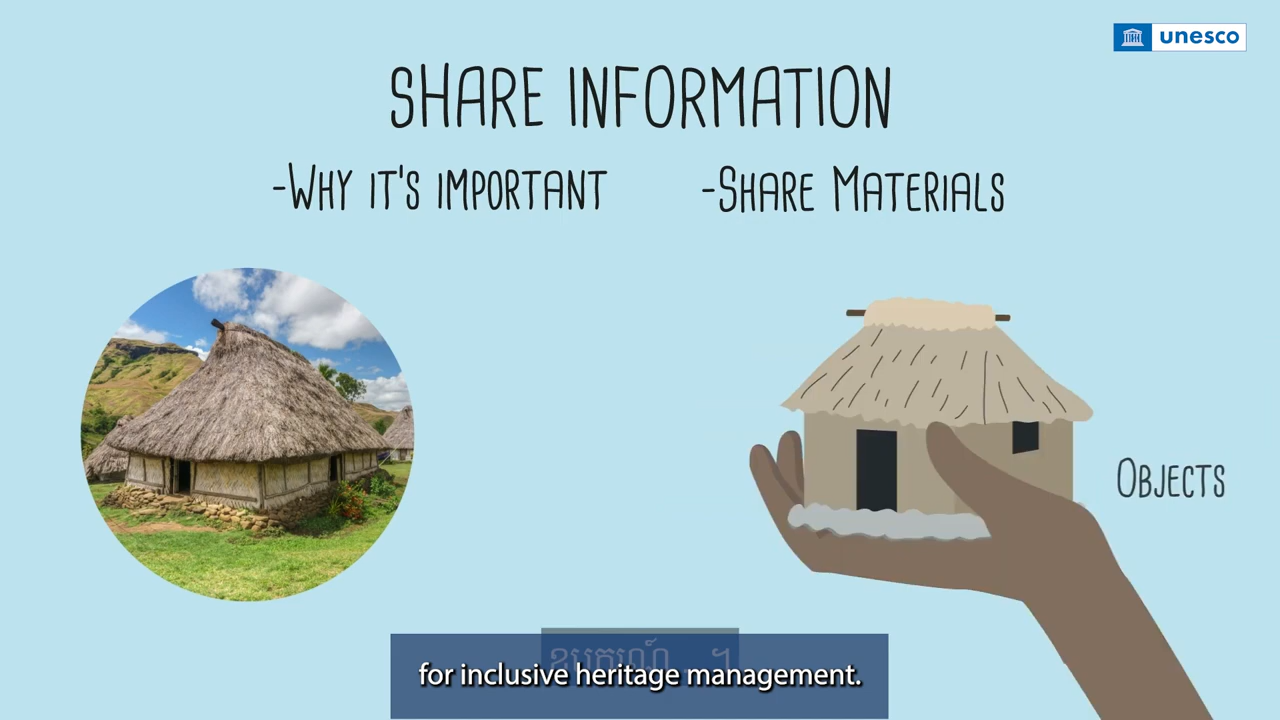 unesco
SHARE INFORMATION
-WHY IT'S IMPORTANT
-SHARE MATERIALS
OBJECTS
for inclusive heritage management.